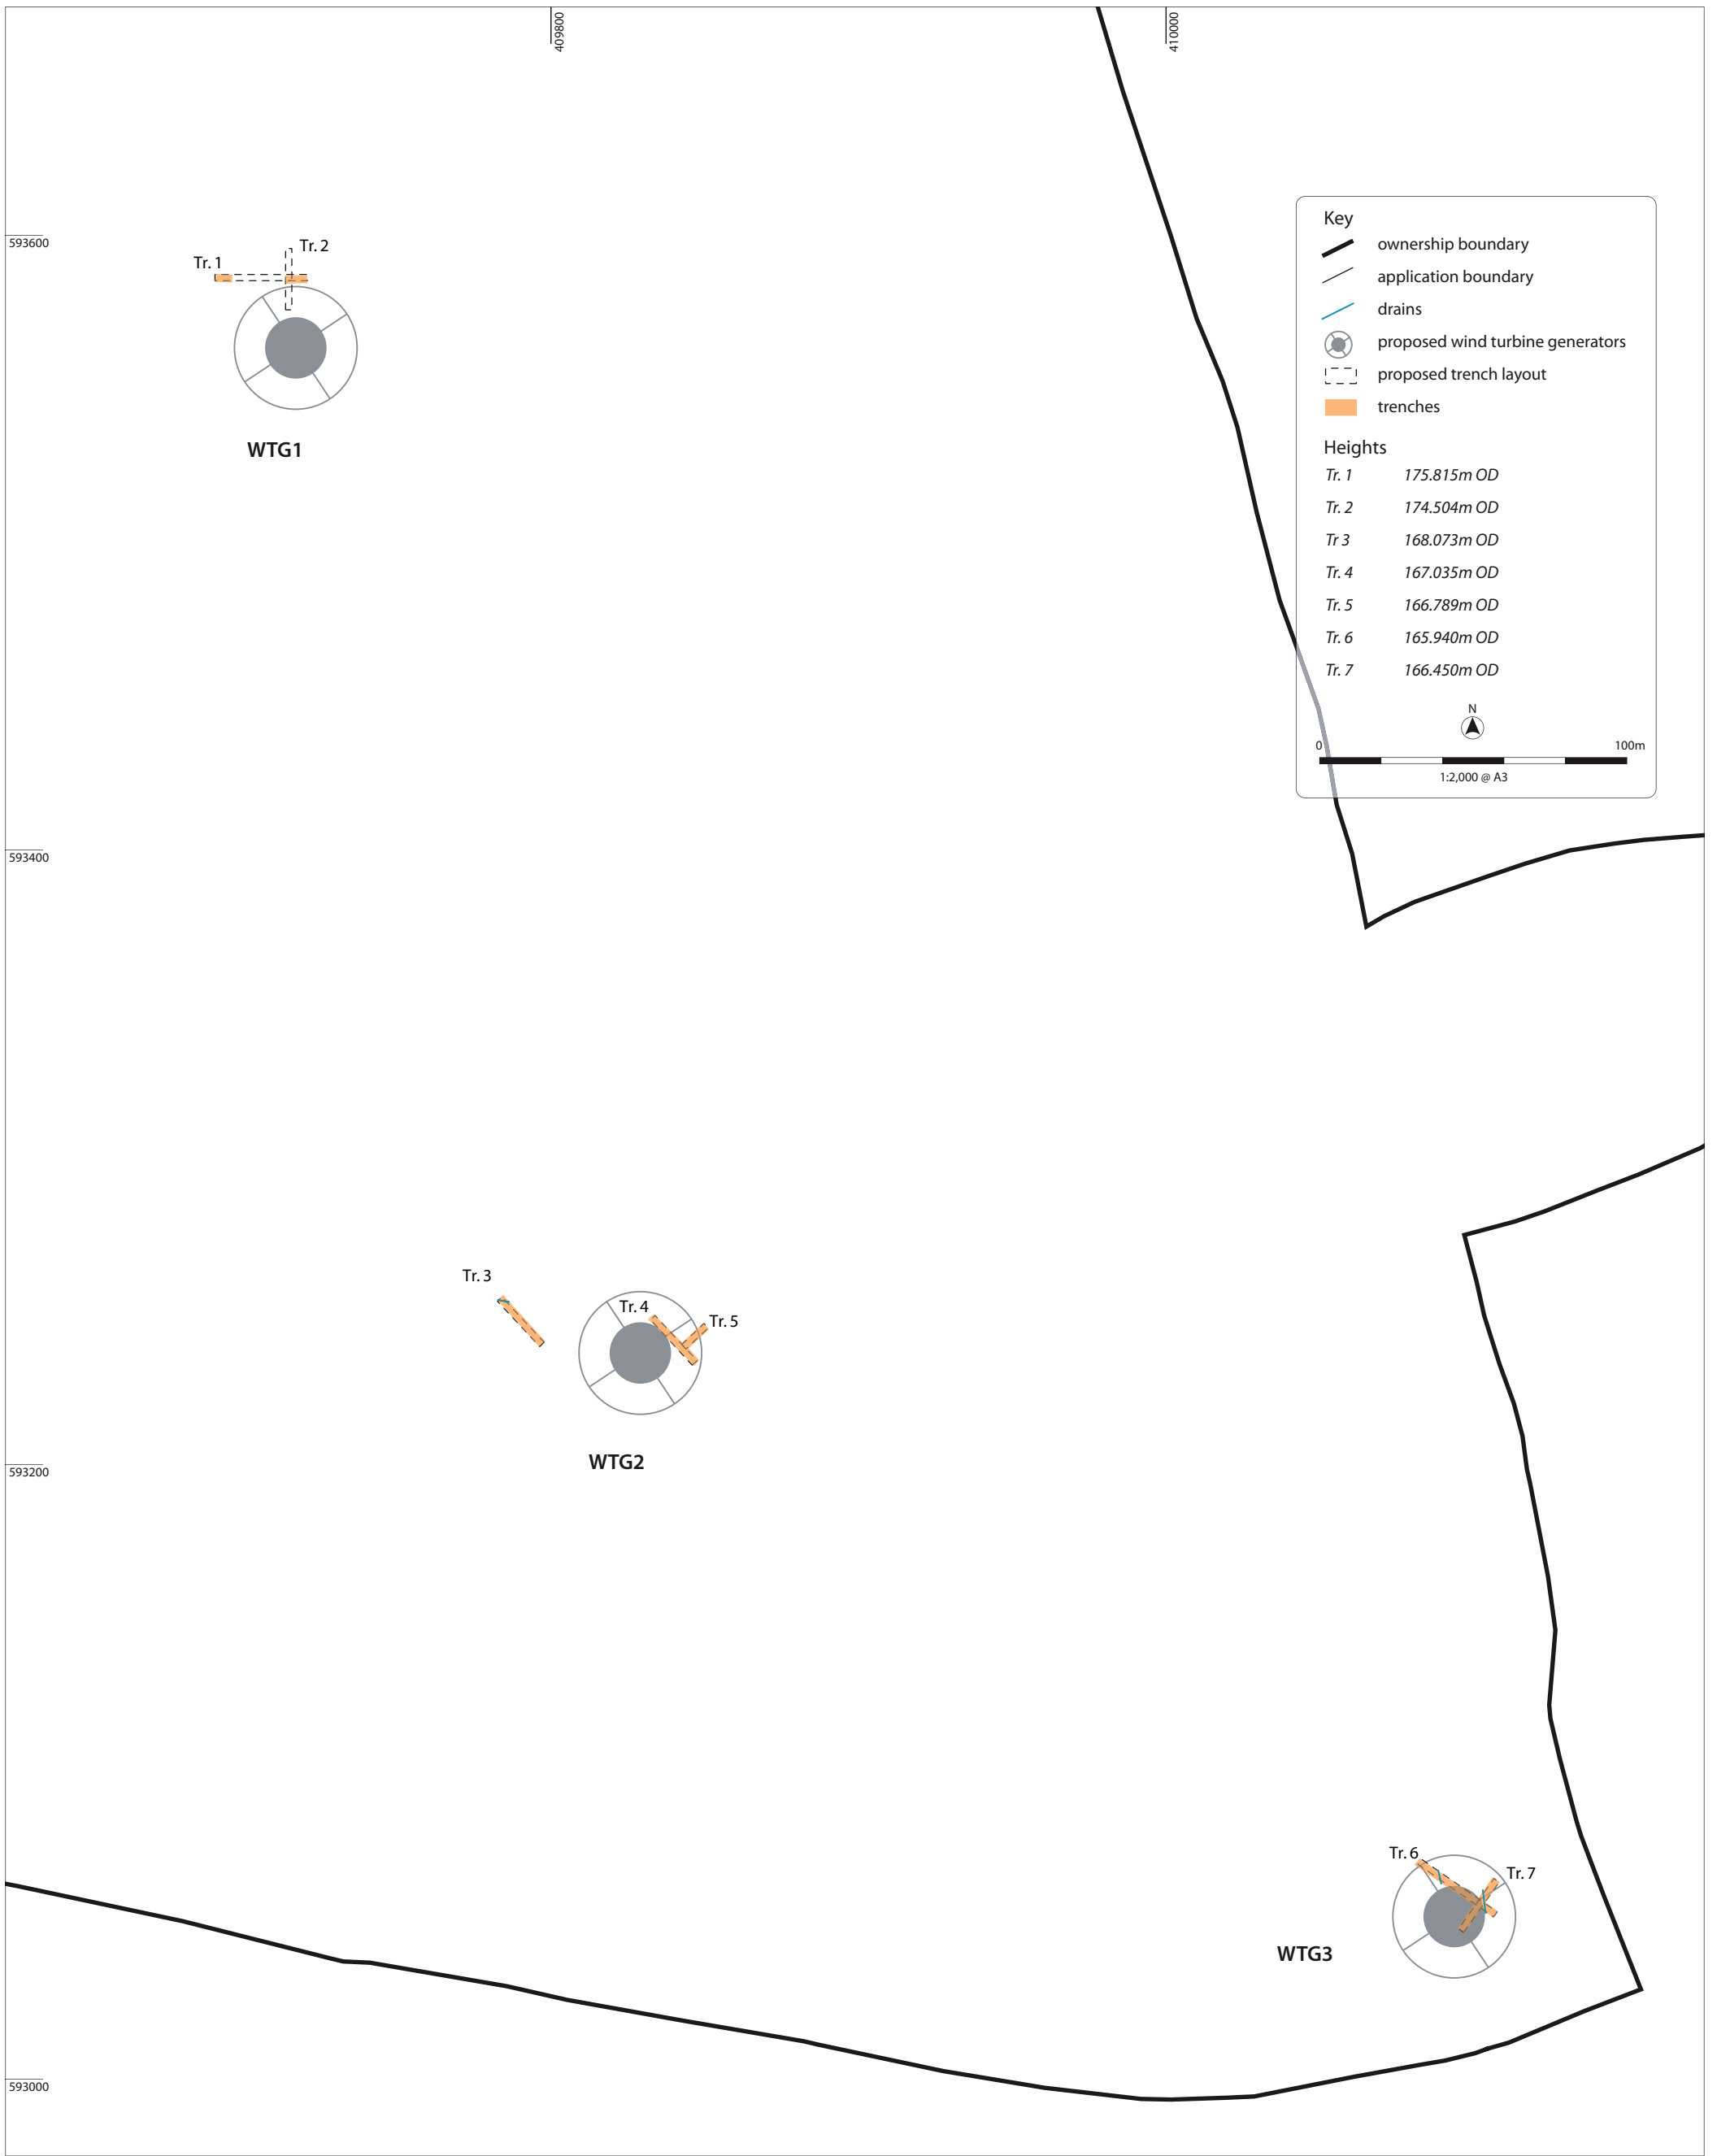 409800
410000
593600
Tr. 1
Tr. 2
WTG1
Key
ownership boundary
application boundary
drains
proposed wind turbine generators
proposed trench layout
trenches
Heights
Tr. 1 175.815m OD
Tr. 2 174.504m OD
Tr 3 168.073m OD
Tr. 4 167.035m OD
Tr. 5 166.789m OD
Tr. 6 165.940m OD
Tr. 7 166.450m OD
N
0 100m
1:2,000 @ A3
593400
Tr. 3
Tr. 4
Tr. 5
WTG2
593200
Tr. 6
Tr. 7
WTG3
593000